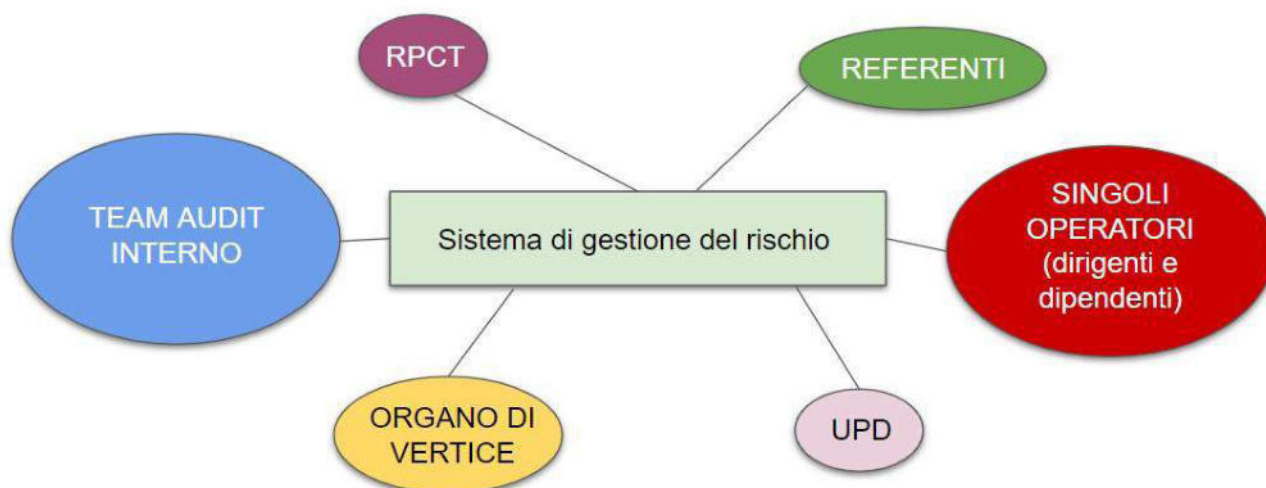 RPCT
REFERENTI
TEAM AUDIT
INTERNO
Sistema di gestione del rischio
SINGOLI
OPERATORI
(dirigenti e
dipendenti)
ORGANO DI
VERTICE
UPD